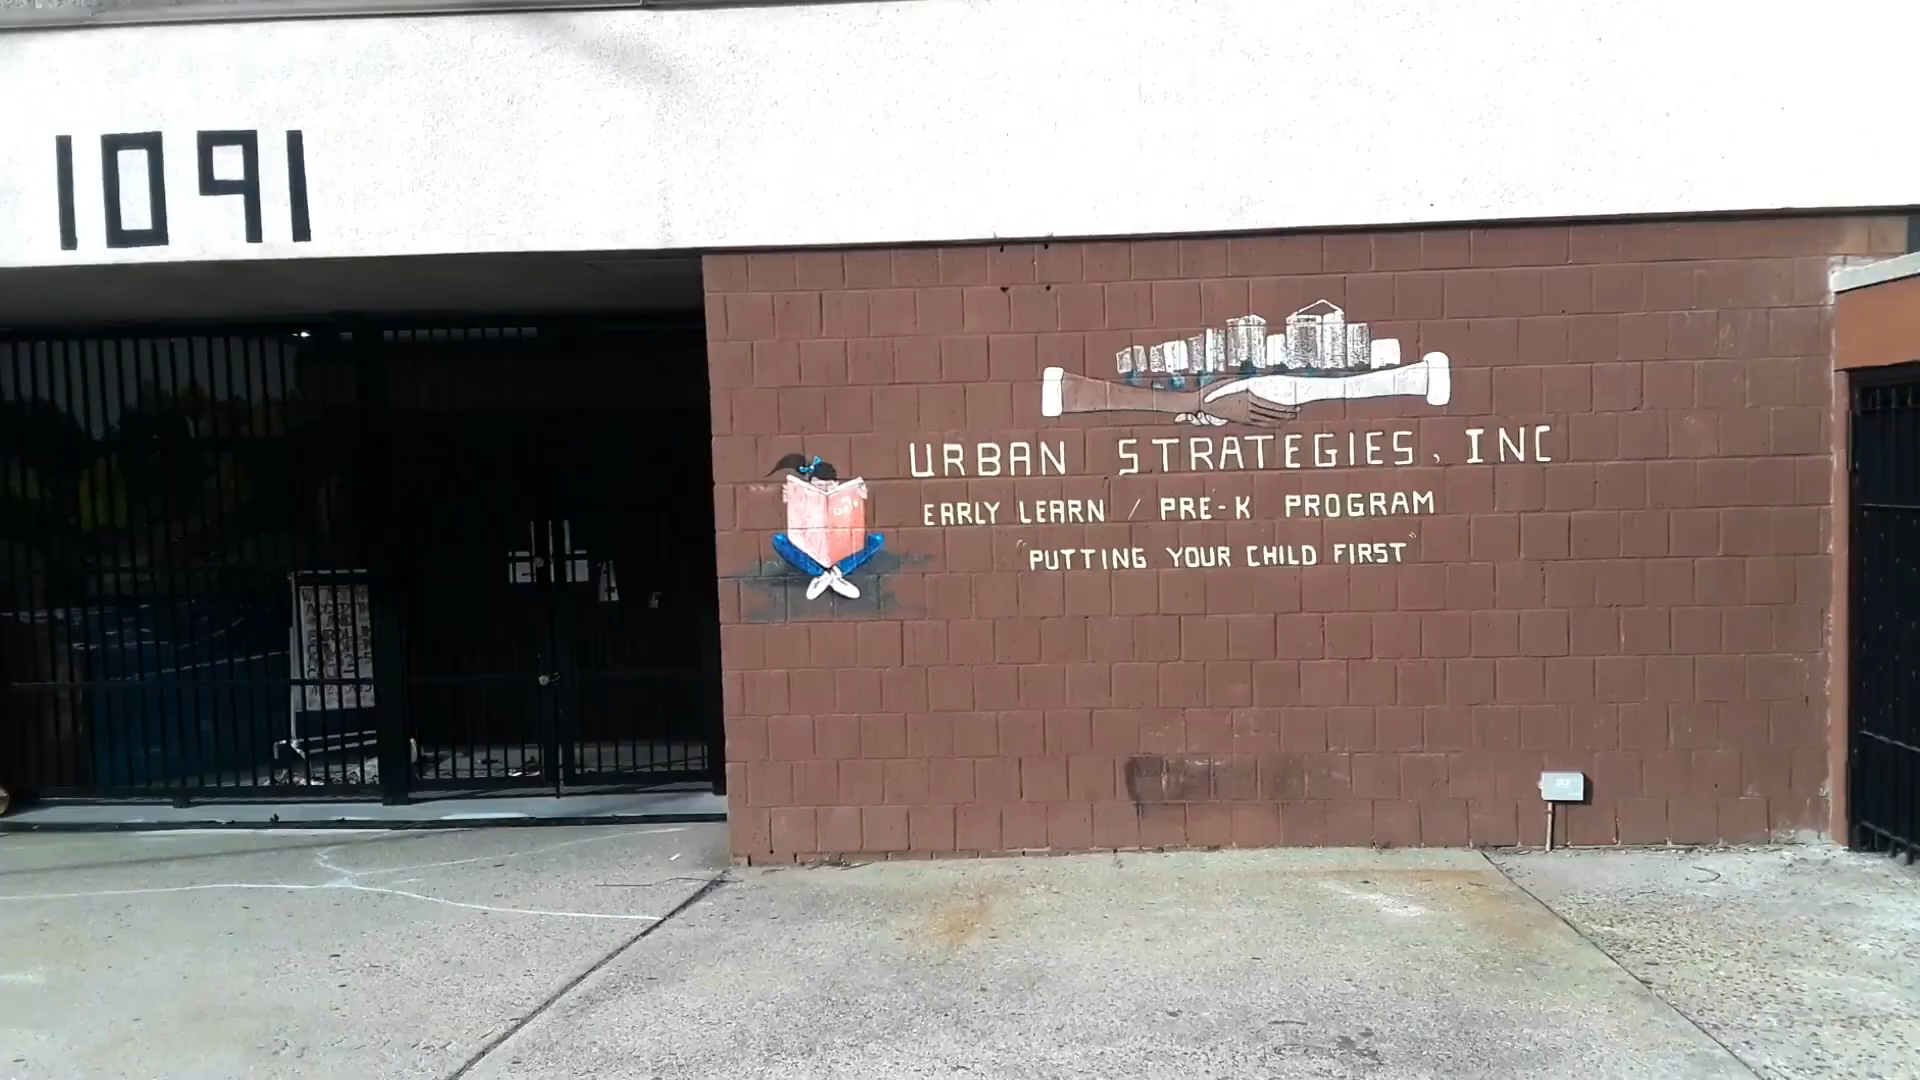 1091
URBAN STRATEGIES, INC
EARLY LEARN / PRE-K PROGRAM
"PUTTING YOUR CHILD FIRST"